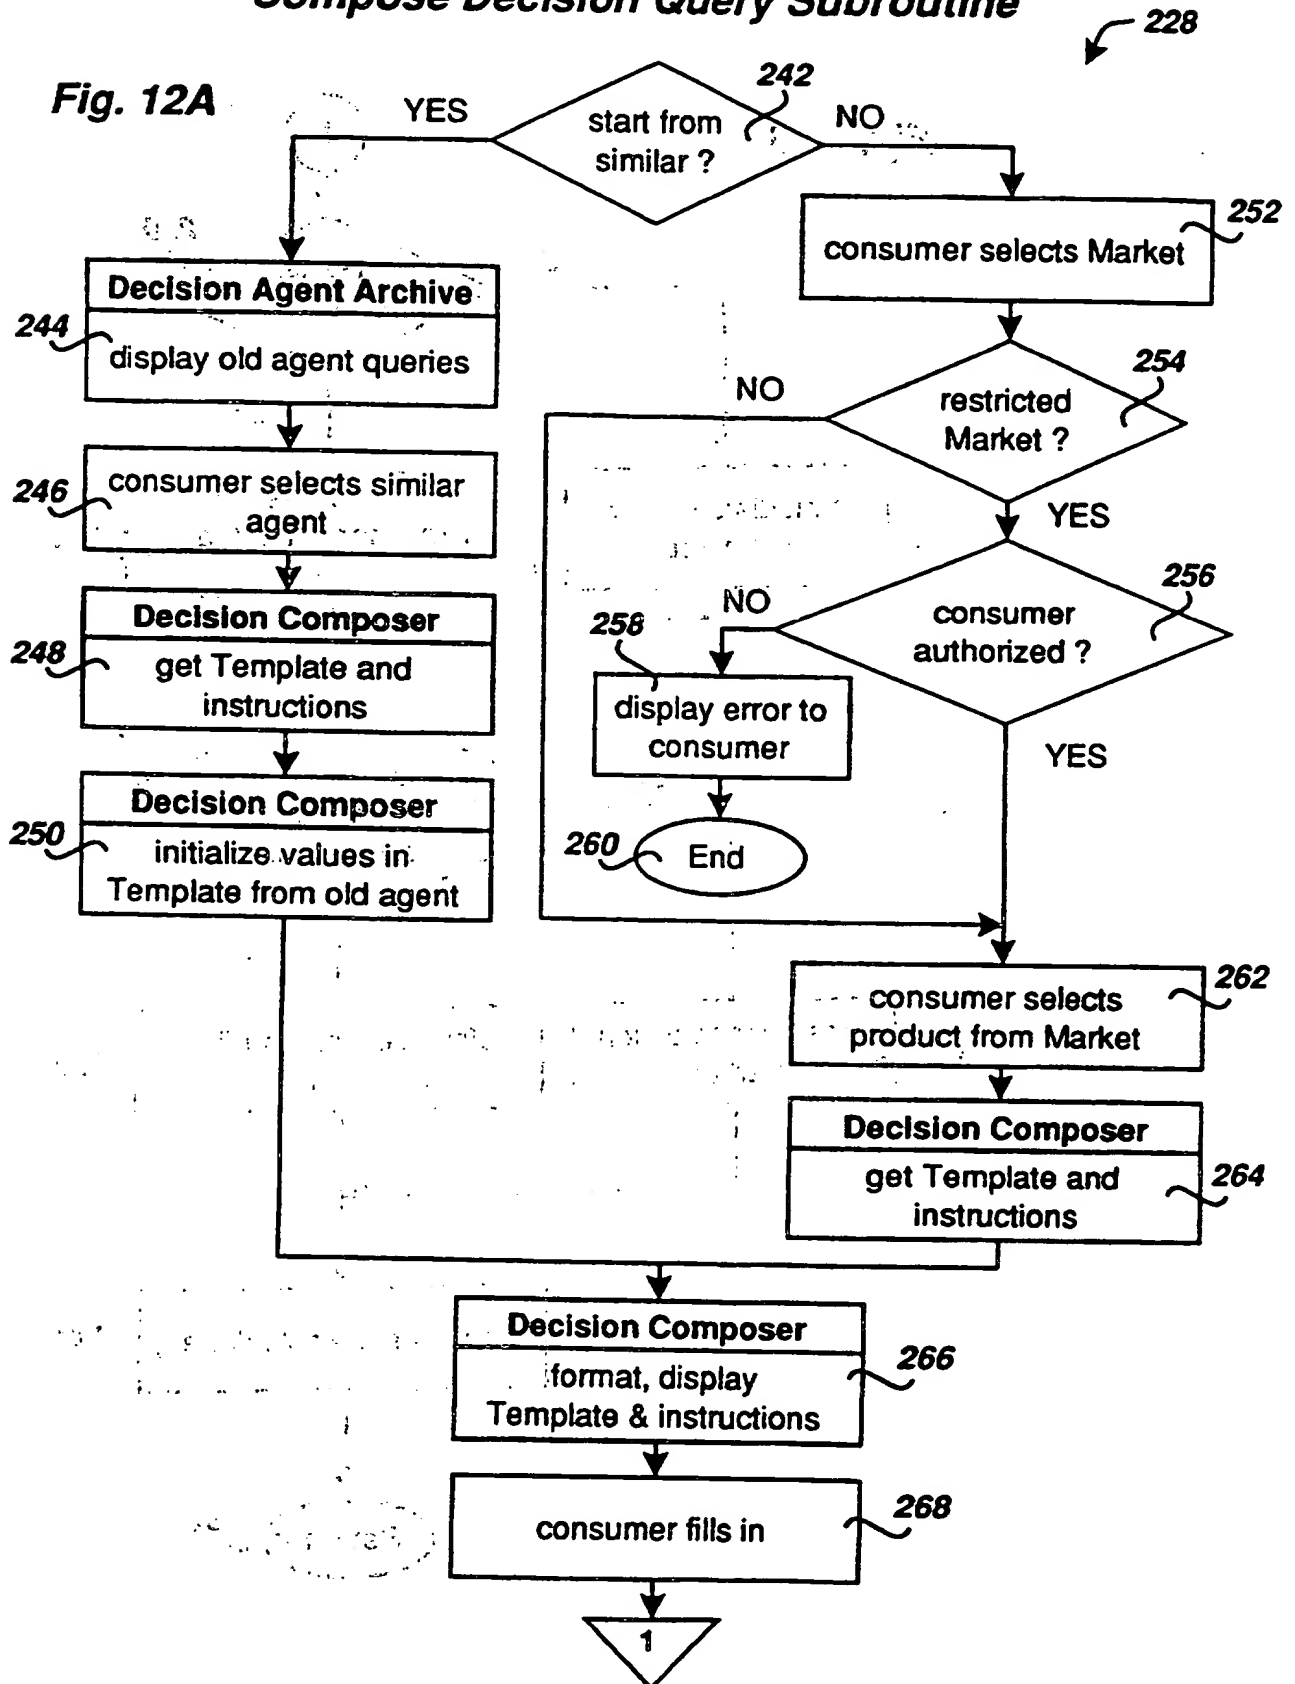 Compose Decision Query Subroutine
228
Fig. 12A
242
YES
start from
similar ?
NO
252
consumer selects Market
Decision Agent Archive
244
display old agent queries
254
NO
restricted
Market ?
YES
246
consumer selects similar
agent
256
NO
consumer
authorized ?
YES
Decision Composer
248
get Template and
instructions
258
display error to
consumer
260
End
Decision Composer
250
initialize values in
Template from old agent
262
consumer selects
product from Market
Decision Composer
264
get Template and
instructions
Decision Composer
266
format, display
Template & instructions
268
consumer fills in
1